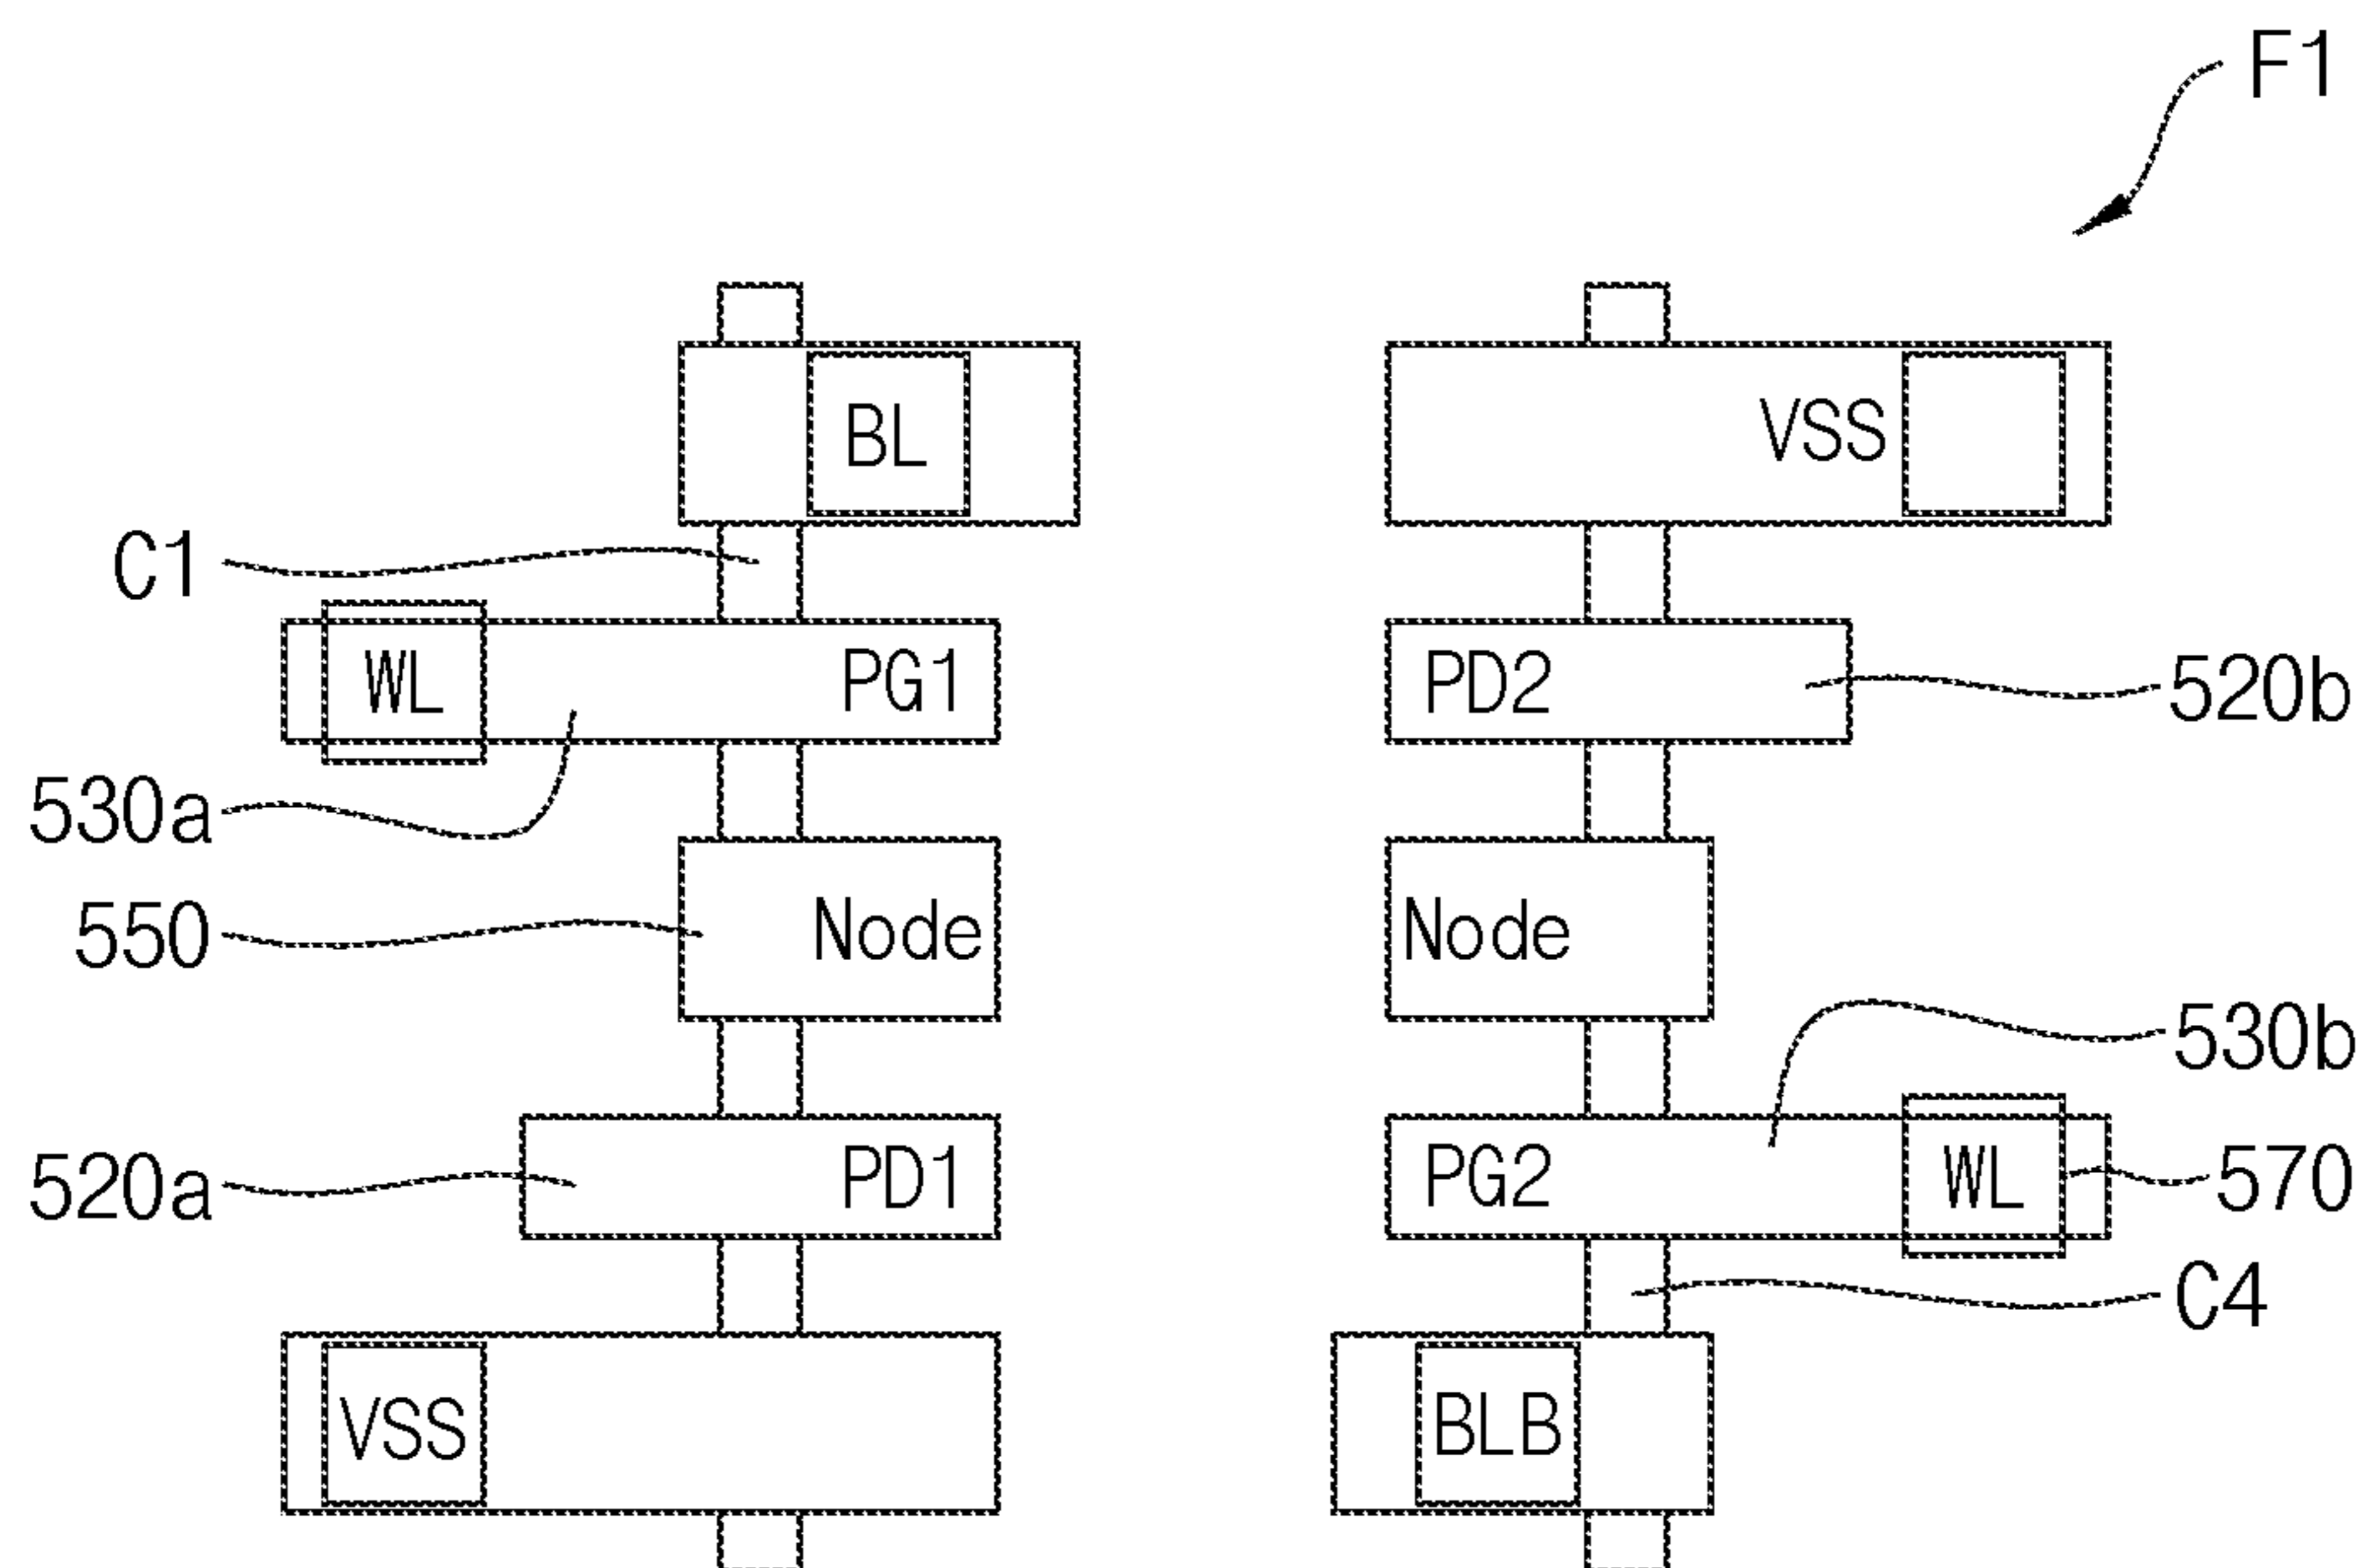 F1
BL
VSS
C1
WL PG1
PD2
520b
530a
550
Node
Node
530b
520a
PD1
PG2
WL
570
C4
VSS
BLB